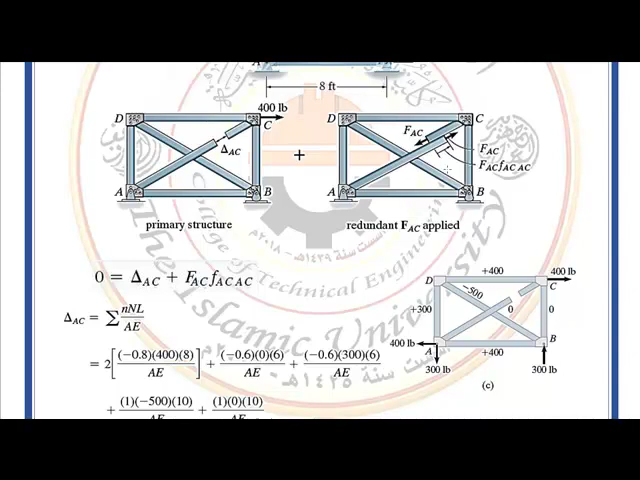 A
8 ft
400 lb
D
C
Δ_AC
A
B
primary structure
+
D
C
F_AC
F_AC
F_AC f_AC AC
A
B
redundant F_AC applied
0 = Δ_AC + F_AC f_AC AC
Δ_AC = ∑ nNL/AE
= 2[(−0.8)(400)(8)/AE] + (−0.6)(0)(6)/AE + (−0.6)(300)(6)/AE
+ (1)(−500)(10)/AE + (1)(0)(10)/AE
+400
400 lb
D
C
−500
+300
0
0
400 lb
A
+400
B
300 lb
300 lb
(c)
The Islamic University
College of Technical Engineering